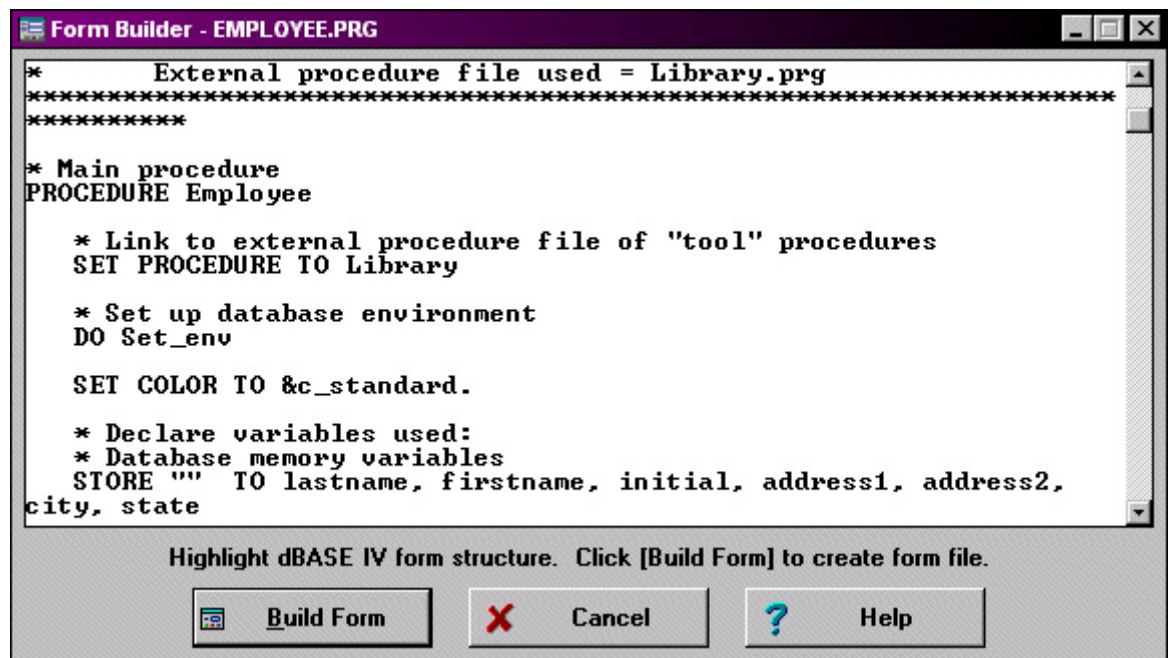 Form Builder - EMPLOYEE.PRG
*       External procedure file used = Library.prg
*********************************************************************
**********
* Main procedure
PROCEDURE Employee
   * Link to external procedure file of "tool" procedures
   SET PROCEDURE TO Library
   * Set up database environment
   DO Set_env
   SET COLOR TO &c_standard.
   * Declare variables used:
   * Database memory variables
   STORE ""  TO lastname, firstname, initial, address1, address2,
city, state
Highlight dBASE IV form structure.  Click [Build Form] to create form file.
Build Form
Cancel
Help